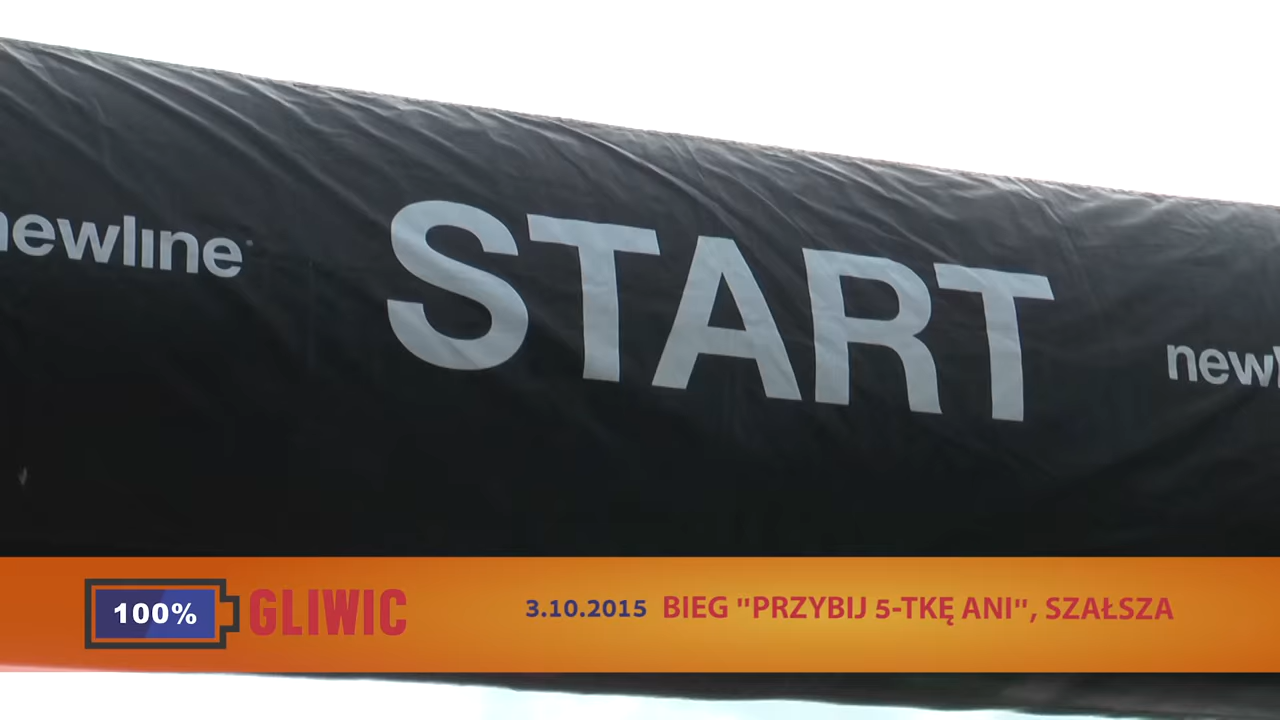 newline
START
newl
100% GLIWIC
3.10.2015 BIEG "PRZYBIJ 5-TKĘ ANI", SZAŁSZA